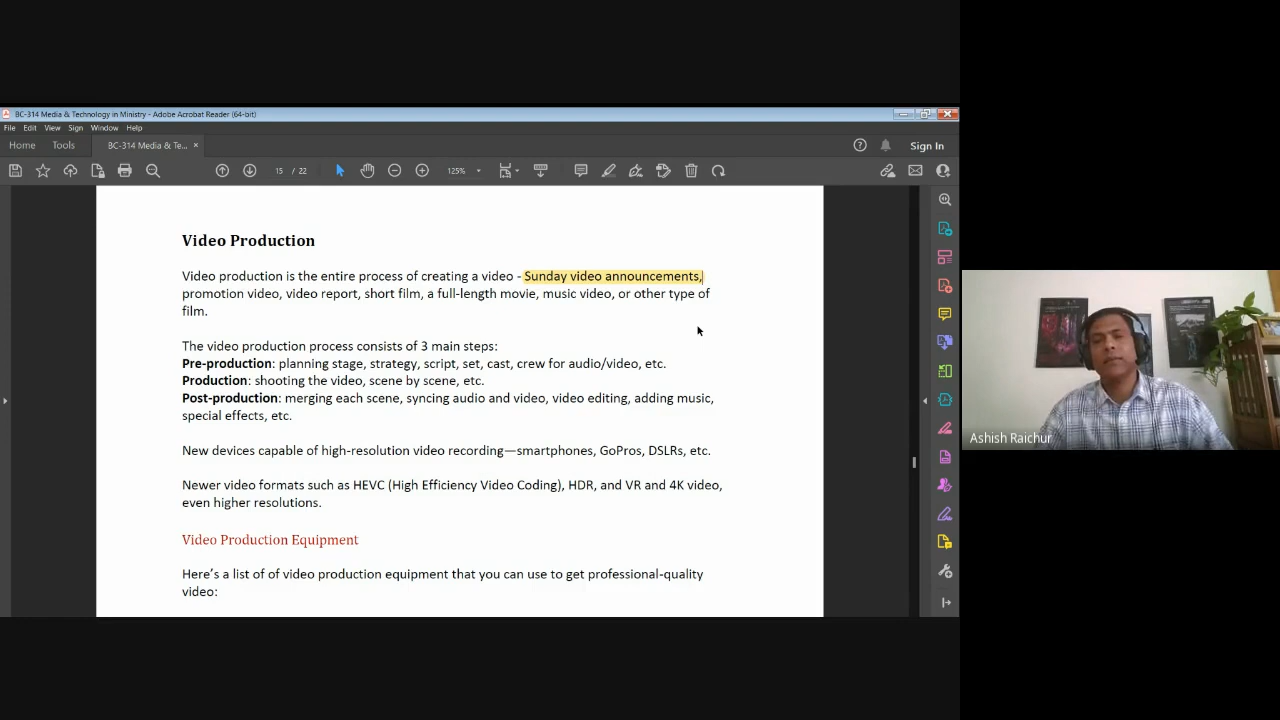 BC-314 Media & Technology in Ministry - Adobe Acrobat Reader (64-bit)
File Edit View Sign Window Help
Home Tools BC-314 Media & Te... × Sign In
15 / 22 125%
Video Production
Video production is the entire process of creating a video - Sunday video announcements,
promotion video, video report, short film, a full-length movie, music video, or other type of
film.
The video production process consists of 3 main steps:
Pre-production: planning stage, strategy, script, set, cast, crew for audio/video, etc.
Production: shooting the video, scene by scene, etc.
Post-production: merging each scene, syncing audio and video, video editing, adding music,
special effects, etc.
New devices capable of high-resolution video recording—smartphones, GoPros, DSLRs, etc.
Newer video formats such as HEVC (High Efficiency Video Coding), HDR, and VR and 4K video,
even higher resolutions.
Video Production Equipment
Here's a list of of video production equipment that you can use to get professional-quality
video:
Ashish Raichur